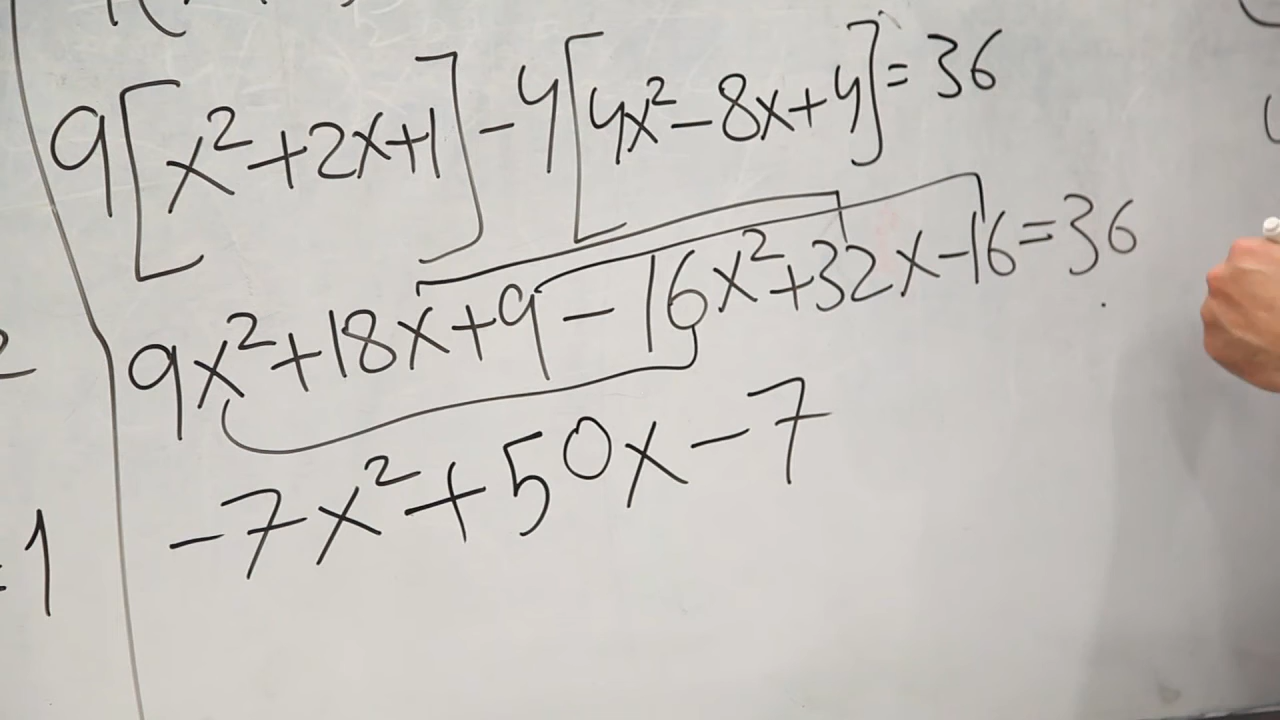 9[x²+2x+1]-4[4x²-8x+4]=36
9x²+18x+9-16x²+32x-16=36
-7x²+50x-7
=1